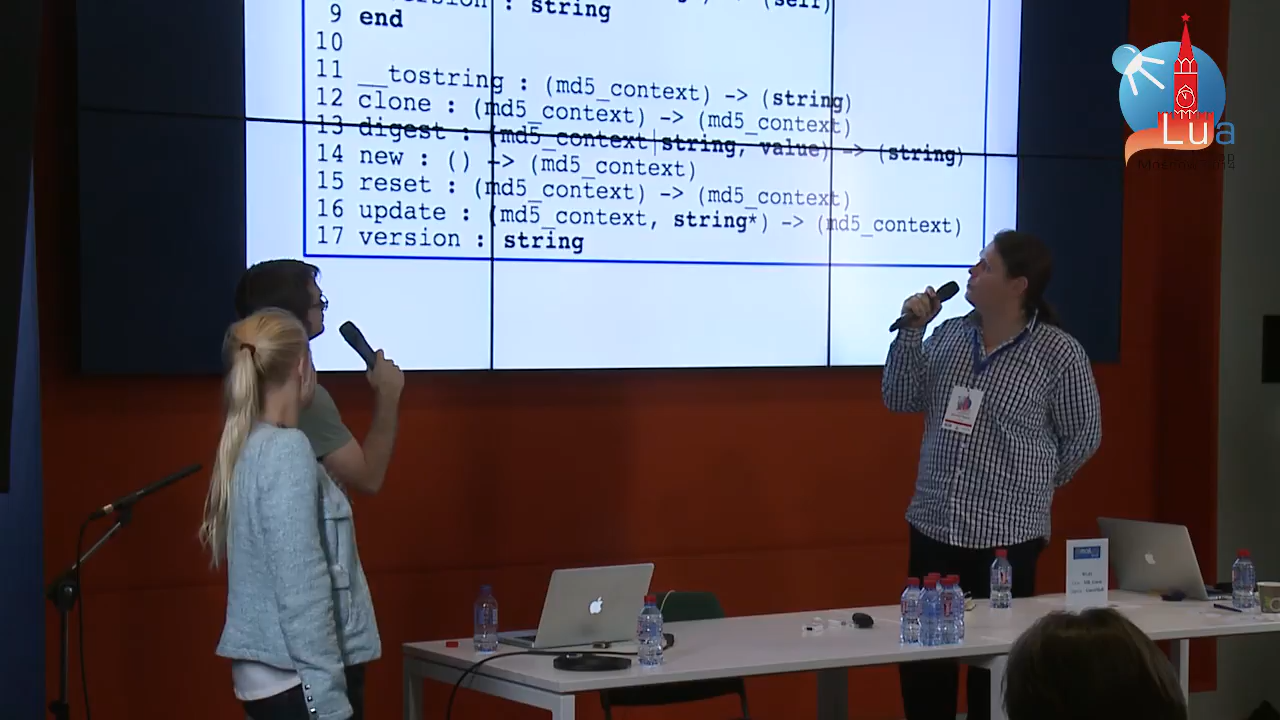 version : string
9 end
10
11 __tostring : (md5_context) -> (string)
12 clone : (md5_context) -> (md5_context)
13 digest : (md5_context|string, value) -> (string)
14 new : () -> (md5_context)
15 reset : (md5_context) -> (md5_context)
16 update : (md5_context, string*) -> (md5_context)
17 version : string
Lua